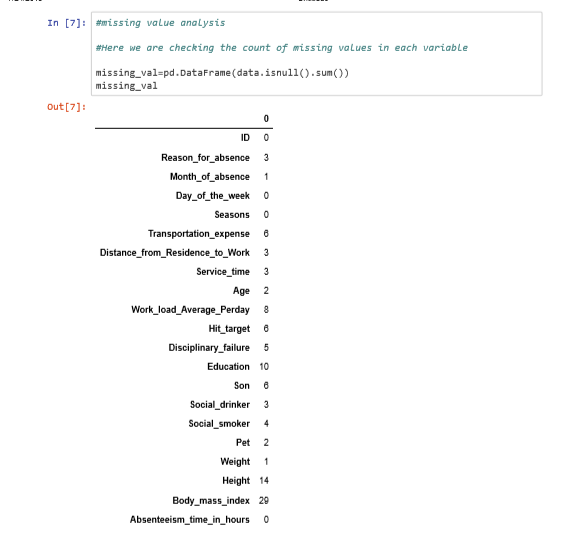 In [7]: #missing value analysis
#Here we are checking the count of missing values in each variable
missing_val=pd.DataFrame(data.isnull().sum())
missing_val
Out[7]:
0
ID 0
Reason_for_absence 3
Month_of_absence 1
Day_of_the_week 0
Seasons 0
Transportation_expense 6
Distance_from_Residence_to_Work 3
Service_time 3
Age 2
Work_load_Average_Perday 8
Hit_target 6
Disciplinary_failure 5
Education 10
Son 6
Social_drinker 3
Social_smoker 4
Pet 2
Weight 1
Height 14
Body_mass_index 29
Absenteeism_time_in_hours 0